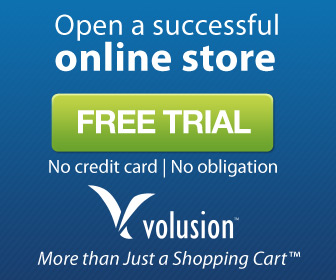 Open a successful
online store
FREE TRIAL
No credit card | No obligation
volusion™
More than Just a Shopping Cart™